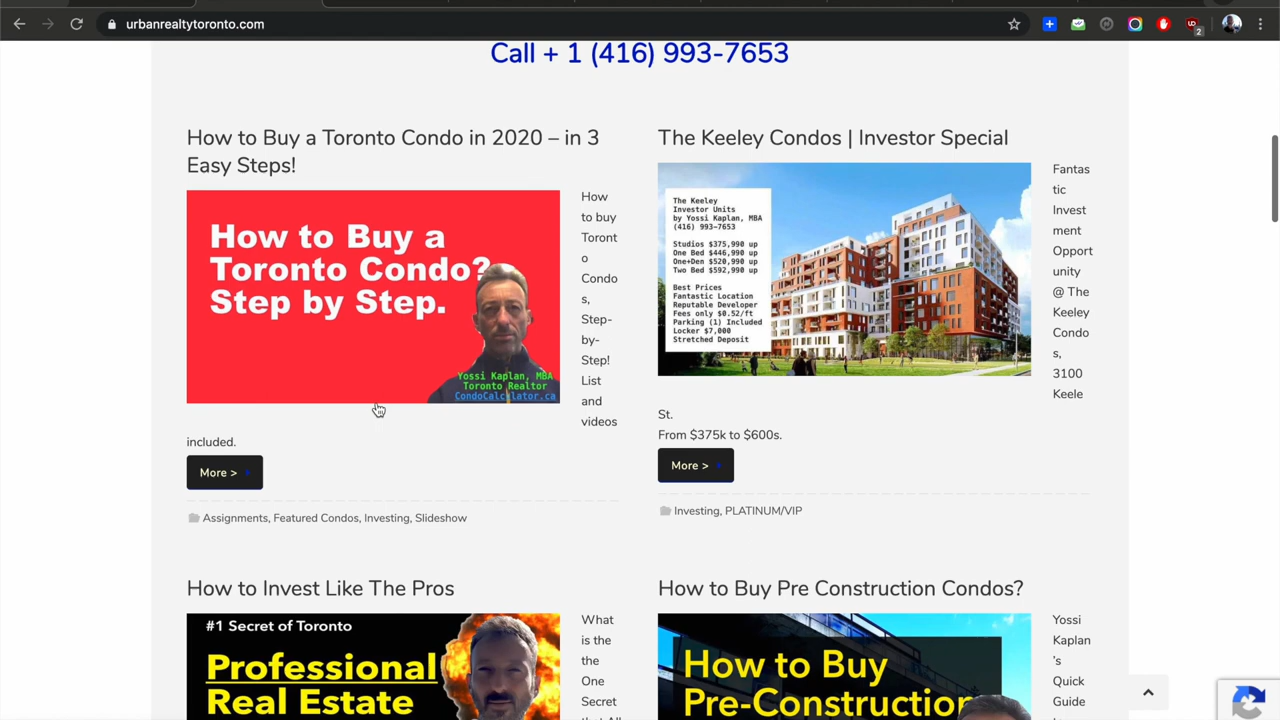 urbanrealtytoronto.com
2
Call + 1 (416) 993-7653
How to Buy a Toronto Condo in 2020 – in 3
Easy Steps!
How to Buy a
Toronto Condo?
Step by Step.
Yossi Kaplan, MBA
Toronto Realtor
CondoCalculator.ca
How
to buy
Toront
o
Condo
s,
Step-
by-
Step!
List
and
videos
included.
More >
Assignments, Featured Condos, Investing, Slideshow
The Keeley Condos | Investor Special
The Keeley
Investor Units
by Yossi Kaplan, MBA
(416) 993-7653
Studios $375,990 up
One Bed $446,990 up
One+Den $520,990 up
Two Bed $592,990 up
Best Prices
Fantastic Location
Reputable Developer
Fees only $0.52/ft
Parking (1) Included
Locker $7,000
Stretched Deposit
Fantas
tic
Invest
ment
Opport
unity
@ The
Keeley
Condo
s,
3100
Keele
St.
From $375k to $600s.
More >
Investing, PLATINUM/VIP
How to Invest Like The Pros
#1 Secret of Toronto
Professional
Real Estate
What
is the
the
One
Secret
How to Buy Pre Construction Condos?
How to Buy
Pre-Construction
Yossi
Kaplan
's
Quick
Guide